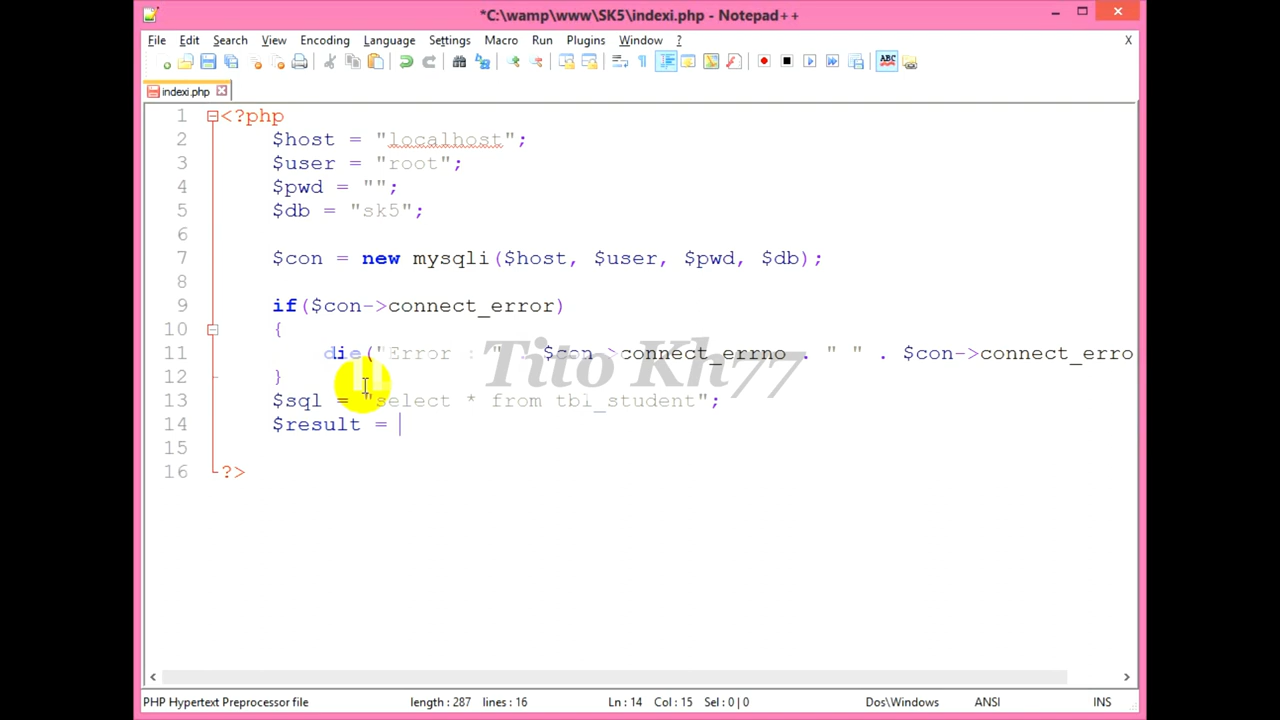 *C:\wamp\www\SK5\indexi.php - Notepad++
File Edit Search View Encoding Language Settings Macro Run Plugins Window ? X
indexi.php
1 <?php
2 $host = "localhost";
3 $user = "root";
4 $pwd = "";
5 $db = "sk5";
6
7 $con = new mysqli($host, $user, $pwd, $db);
8
9 if($con->connect_error)
10 {
11 die("Error : " . $con->connect_errno . " " . $con->connect_erro
Tito Kh77
12 }
13 $sql = "select * from tbl_student";
14 $result =
15
16 ?>
PHP Hypertext Preprocessor file length : 287 lines : 16 Ln : 14 Col : 15 Sel : 0 | 0 Dos\Windows ANSI INS